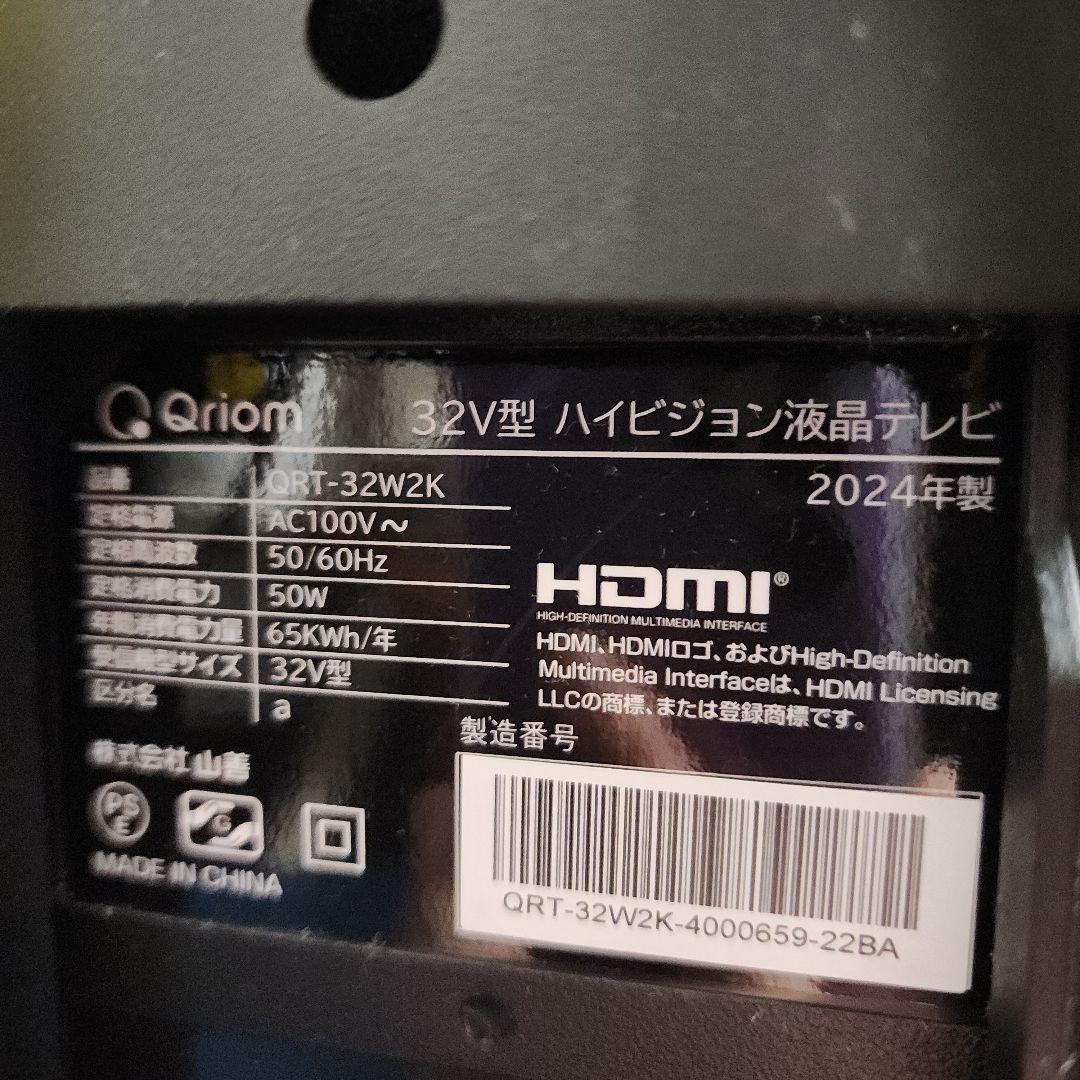 Qriom 32V型 ハイビジョン液晶テレビ
2024年製
品番 QRT-32W2K
定格電源 AC100V～
定格周波数 50/60Hz
定格消費電力 50W
年間消費電力量 65KWh/年
受信機型サイズ 32V型
区分名 a
HDMI®
HIGH-DEFINITION MULTIMEDIA INTERFACE
HDMI、HDMIロゴ、およびHigh-Definition
Multimedia Interfaceは、HDMI Licensing
LLCの商標、または登録商標です。
株式会社 山善
PS
E
G
MADE IN CHINA
製造番号
QRT-32W2K-4000659-22BA